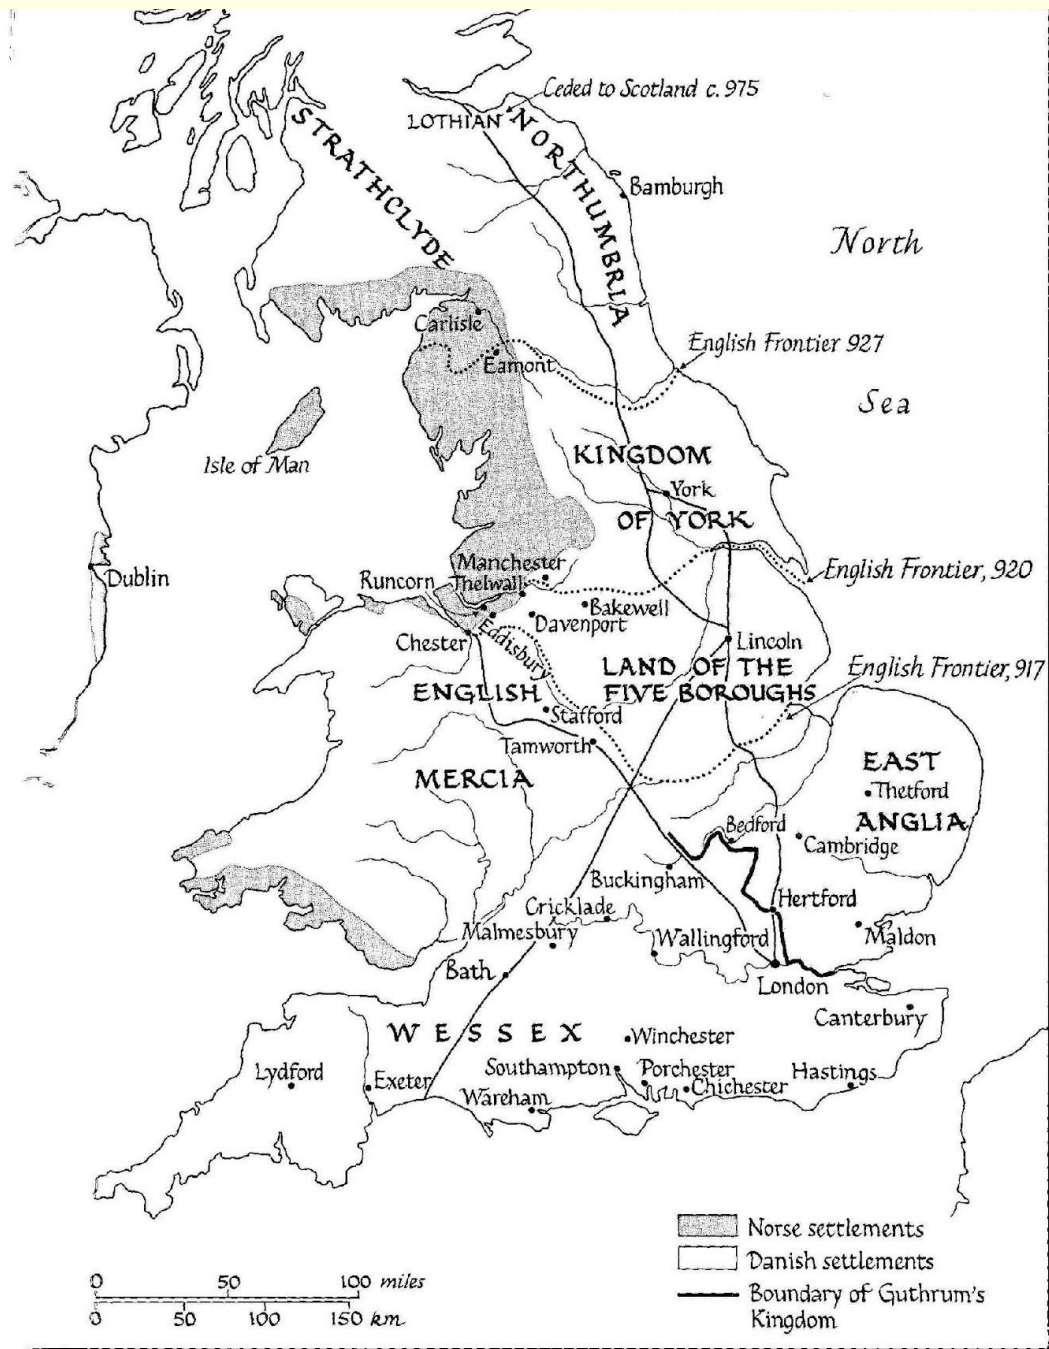 Ceded to Scotland c. 975
LOTHIAN
NORTHUMBRIA
STRATHCLYDE
Bamburgh
North
Sea
Carlisle
English Frontier 927
Eamont
KINGDOM
OF YORK
York
Isle of Man
Dublin
Manchester
Runcorn
Thelwall
English Frontier, 920
Bakewell
Davenport
Chester
Eddisbury
Lincoln
LAND OF THE
FIVE BOROUGHS
English Frontier, 917
ENGLISH
MERCIA
Stafford
Tamworth
EAST
ANGLIA
Thetford
Bedford
Cambridge
Buckingham
Hertford
Cricklade
Malmesbury
Wallingford
Maldon
Bath
London
Canterbury
WESSEX
Winchester
Southampton
Porchester
Chichester
Hastings
Lydford
Exeter
Wareham
Norse settlements
Danish settlements
Boundary of Guthrum's
Kingdom
0 50 100 miles
0 50 100 150 km